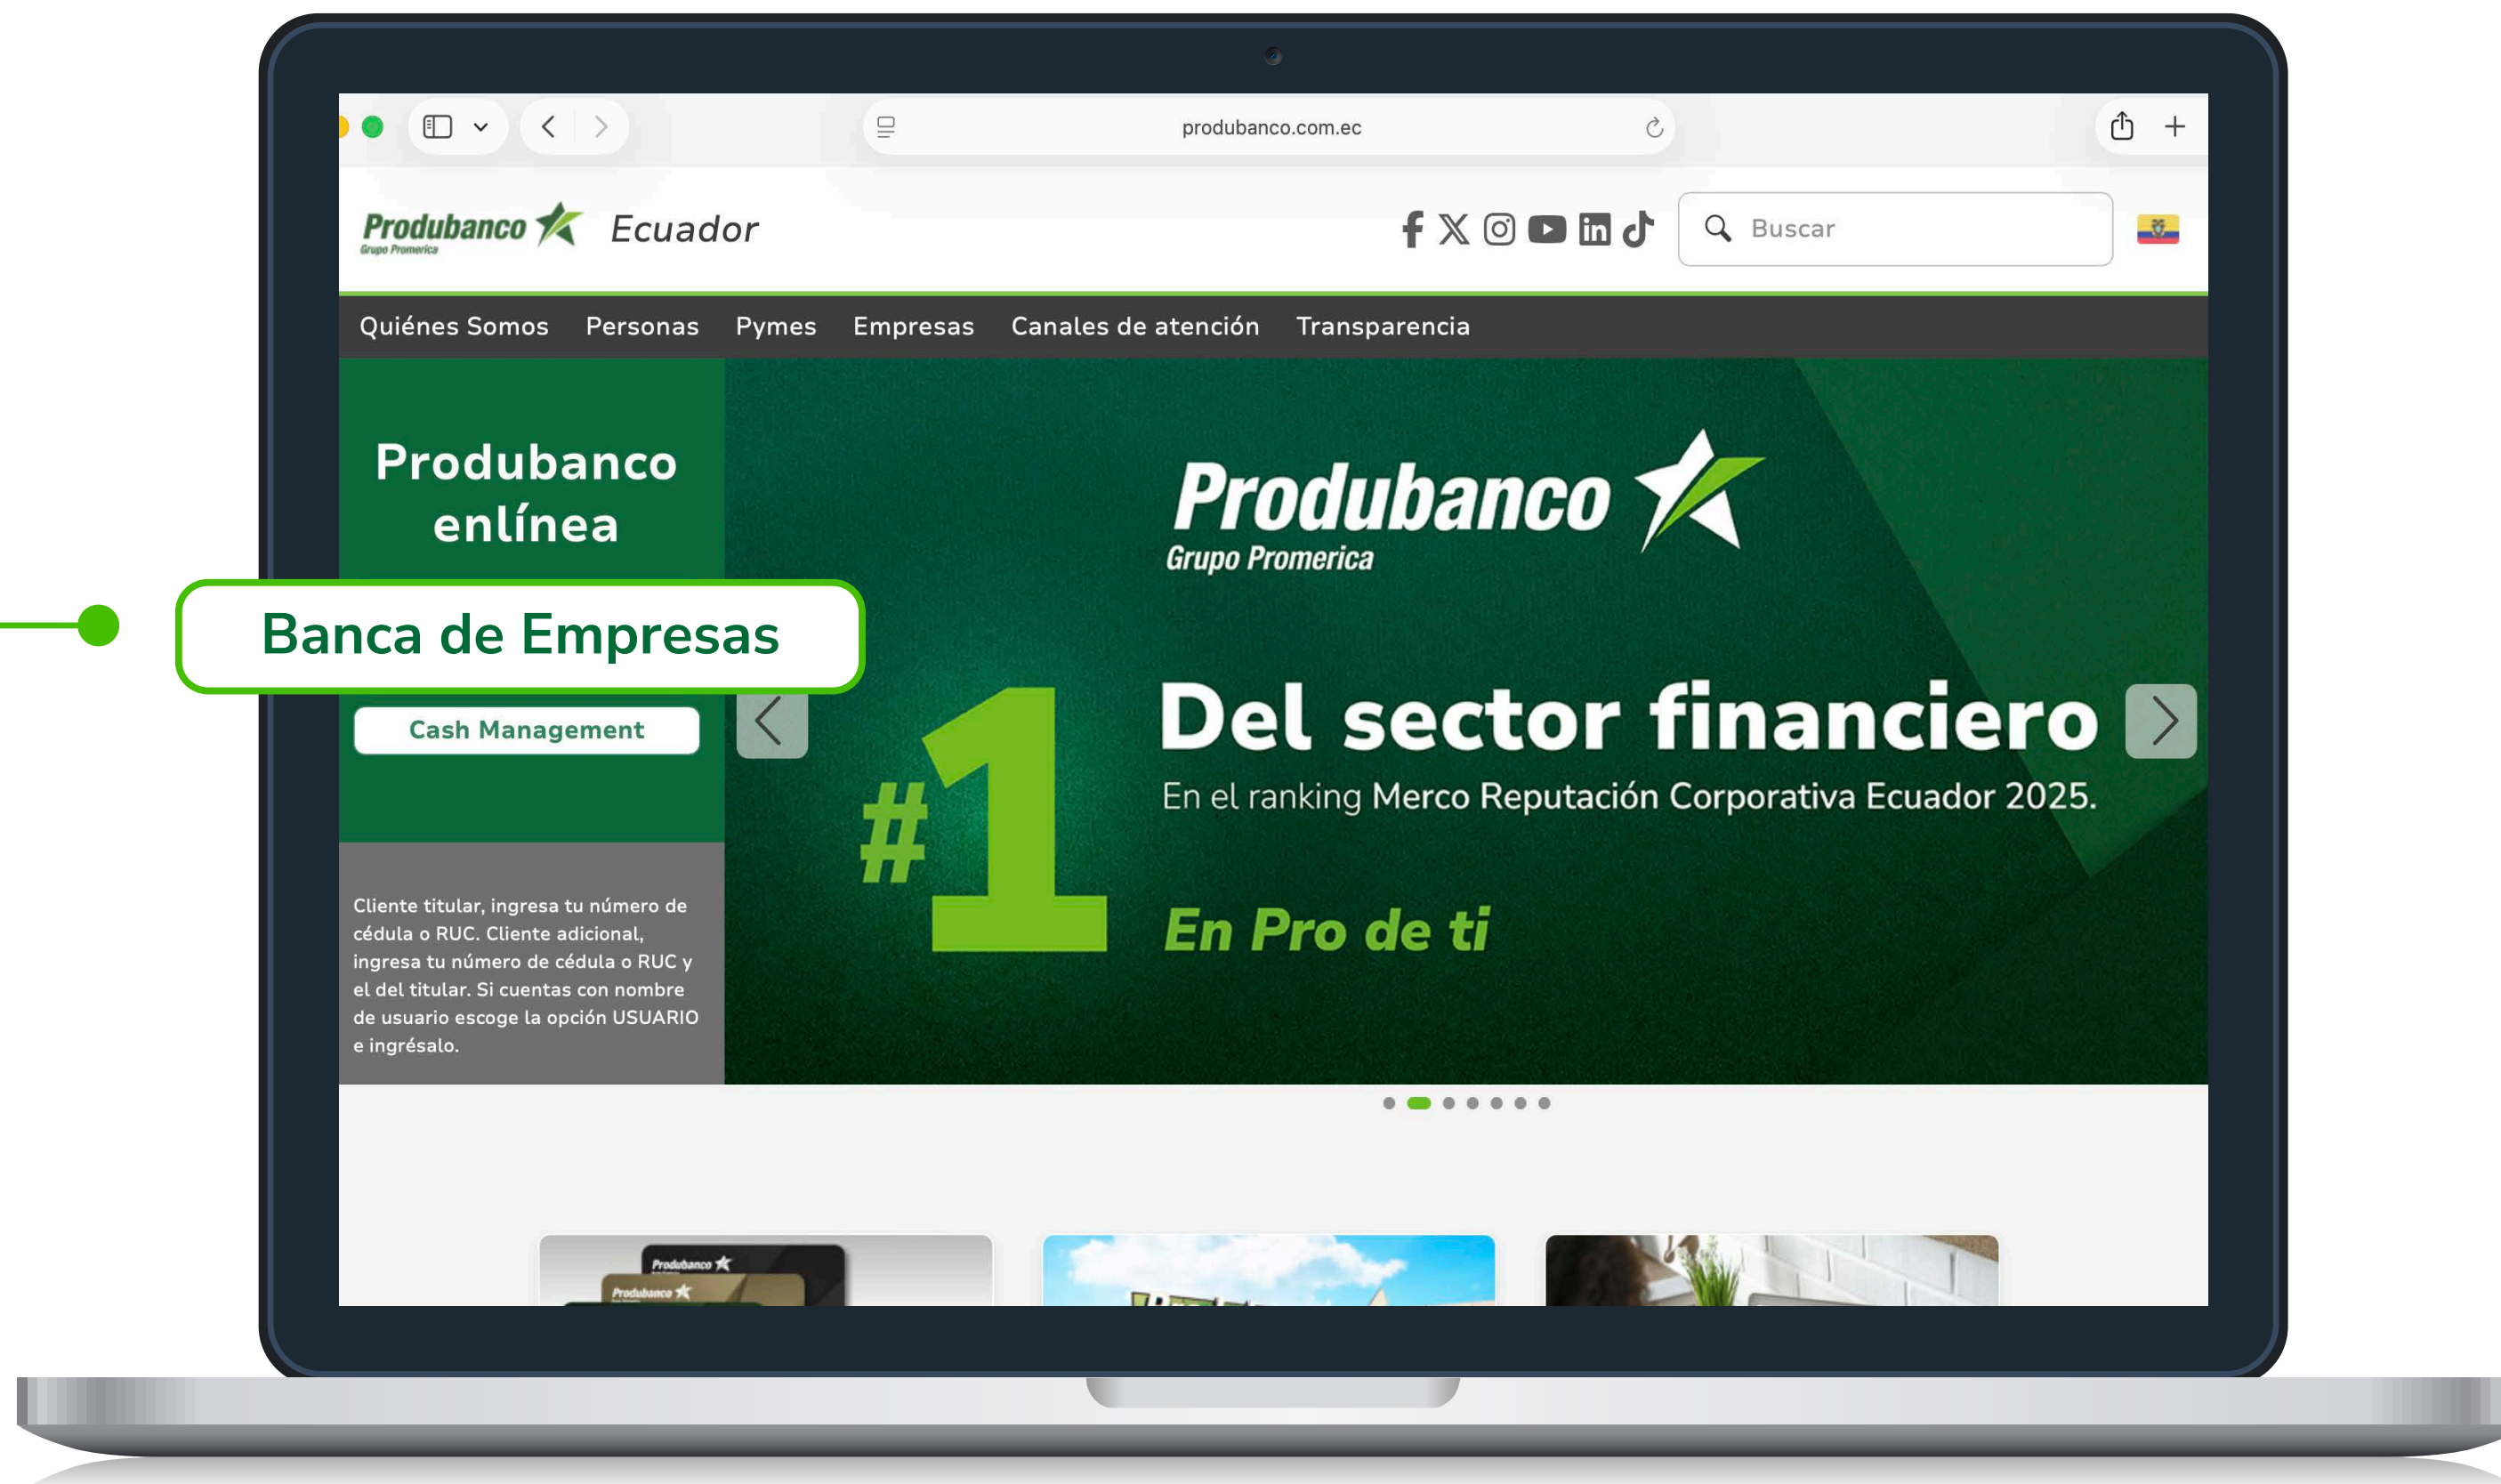 produbanco.com.ec
Produbanco
Grupo Promerica
Ecuador
Buscar
Quiénes Somos Personas Pymes Empresas Canales de atención Transparencia
Produbanco
enlínea
Banca de Empresas
Cash Management
Cliente titular, ingresa tu número de
cédula o RUC. Cliente adicional,
ingresa tu número de cédula o RUC y
el del titular. Si cuentas con nombre
de usuario escoge la opción USUARIO
e ingrésalo.
Produbanco
Grupo Promerica
#1
Del sector financiero
En el ranking Merco Reputación Corporativa Ecuador 2025.
En Pro de ti
Produbanco
Produbanco